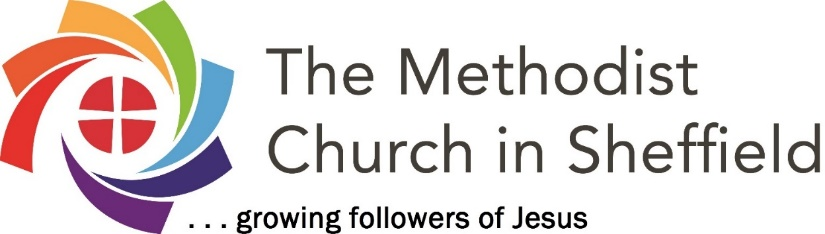 The Methodist
Church in Sheffield
. . . growing followers of Jesus